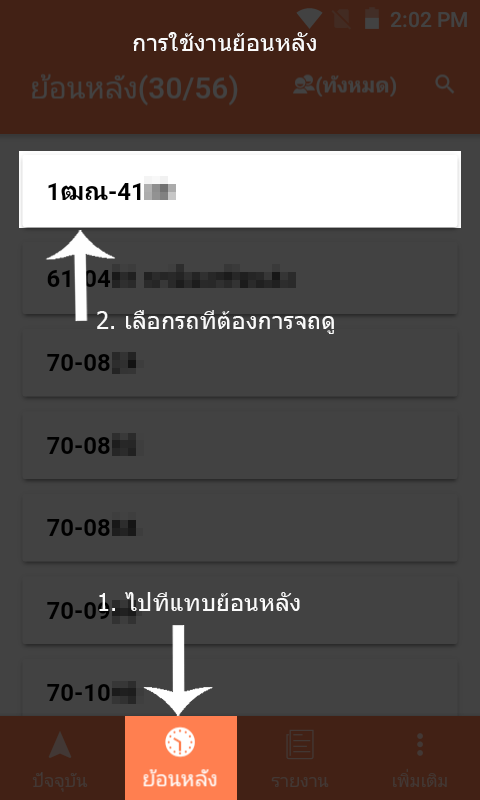 2:02 PM
การใช้งานย้อนหลัง
ย้อนหลัง(30/56)
(ทั้งหมด)
1ฒณ-41
61 04
2. เลือกรถที่ต้องการจถดู
70-08
70-08
70-08
1. ไปที่แทบย้อนหลัง
70-09
70-10
ปัจจุบัน
ย้อนหลัง
รายงาน
เพิ่มเติม